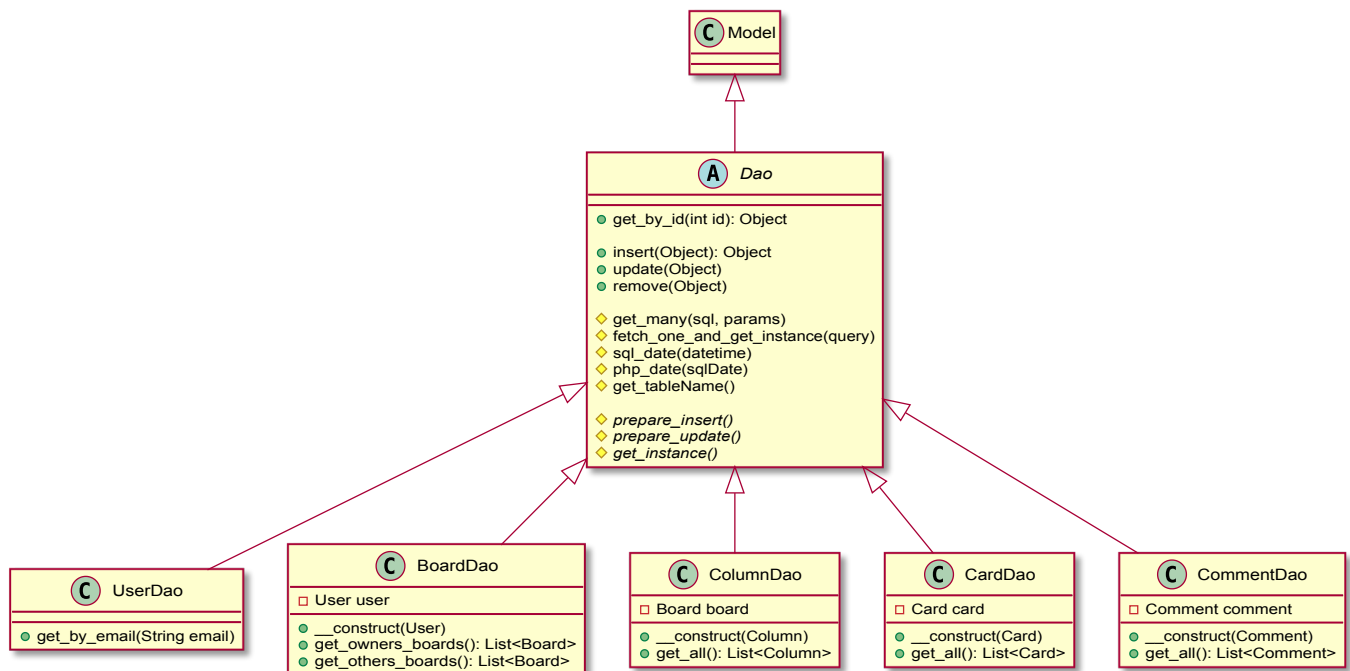 C Model
A Dao
get_by_id(int id): Object
insert(Object): Object
update(Object)
remove(Object)
get_many(sql, params)
fetch_one_and_get_instance(query)
sql_date(datetime)
php_date(sqlDate)
get_tableName()
prepare_insert()
prepare_update()
get_instance()
C UserDao
get_by_email(String email)
C BoardDao
User user
__construct(User)
get_owners_boards(): List<Board>
get_others_boards(): List<Board>
C ColumnDao
Board board
__construct(Column)
get_all(): List<Column>
C CardDao
Card card
__construct(Card)
get_all(): List<Card>
C CommentDao
Comment comment
__construct(Comment)
get_all(): List<Comment>